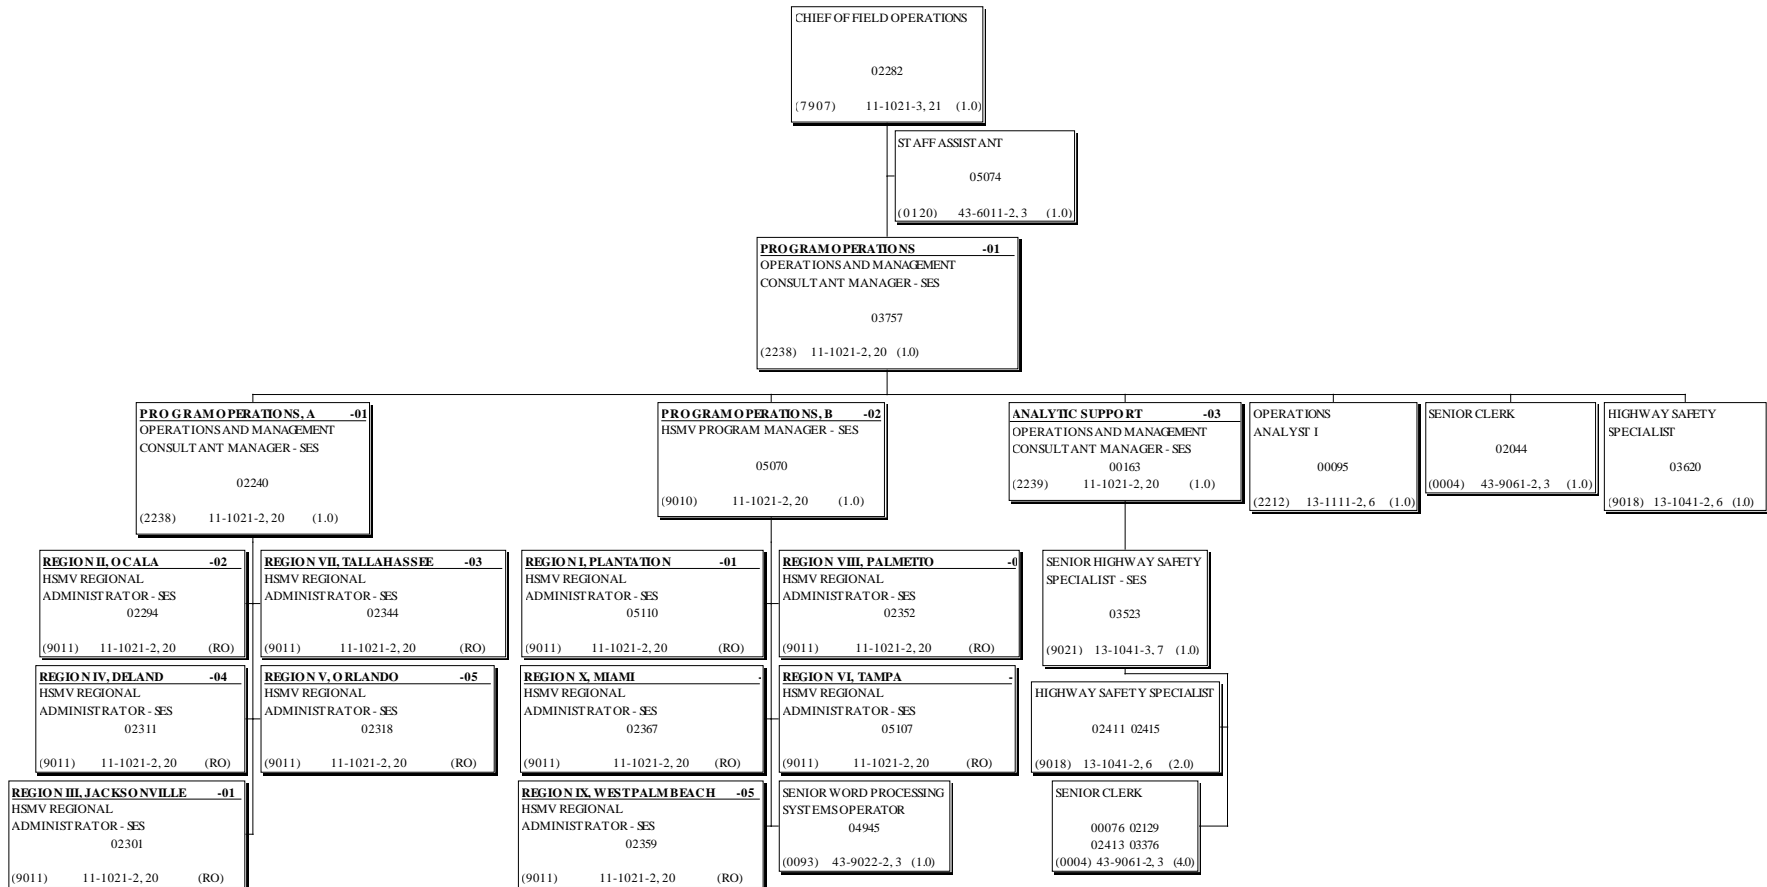 CHIEF OF FIELD OPERATIONS
02282
(7907) 11-1021-3, 21 (1.0)
STAFF ASSISTANT
05074
(0120) 43-6011-2, 3 (1.0)
PROGRAM OPERATIONS -01
OPERATIONS AND MANAGEMENT
CONSULTANT MANAGER - SES
03757
(2238) 11-1021-2, 20 (1.0)
PROGRAM OPERATIONS, A -01
OPERATIONS AND MANAGEMENT
CONSULTANT MANAGER - SES
02240
(2238) 11-1021-2, 20 (1.0)
PROGRAM OPERATIONS, B -02
HSMV PROGRAM MANAGER - SES
05070
(9010) 11-1021-2, 20 (1.0)
ANALYTIC SUPPORT -03
OPERATIONS AND MANAGEMENT
CONSULTANT MANAGER - SES
00163
(2239) 11-1021-2, 20 (1.0)
OPERATIONS
ANALYST I
00095
(2212) 13-1111-2, 6 (1.0)
SENIOR CLERK
02044
(0004) 43-9061-2, 3 (1.0)
HIGHWAY SAFETY
SPECIALIST
03620
(9018) 13-1041-2, 6 (1.0)
REGION II, OCALA -02
HSMV REGIONAL
ADMINISTRATOR - SES
02294
(9011) 11-1021-2, 20 (RO)
REGION VII, TALLAHASSEE -03
HSMV REGIONAL
ADMINISTRATOR - SES
02344
(9011) 11-1021-2, 20 (RO)
REGION I, PLANTATION -01
HSMV REGIONAL
ADMINISTRATOR - SES
05110
(9011) 11-1021-2, 20 (RO)
REGION VIII, PALMETTO
HSMV REGIONAL
ADMINISTRATOR - SES
02352
(9011) 11-1021-2, 20 (RO)
SENIOR HIGHWAY SAFETY
SPECIALIST - SES
03523
(9021) 13-1041-3, 7 (1.0)
REGION IV, DELAND -04
HSMV REGIONAL
ADMINISTRATOR - SES
02311
(9011) 11-1021-2, 20 (RO)
REGION V, ORLANDO -05
HSMV REGIONAL
ADMINISTRATOR - SES
02318
(9011) 11-1021-2, 20 (RO)
REGION X, MIAMI
HSMV REGIONAL
ADMINISTRATOR - SES
02367
(9011) 11-1021-2, 20 (RO)
REGION VI, TAMPA
HSMV REGIONAL
ADMINISTRATOR - SES
05107
(9011) 11-1021-2, 20 (RO)
HIGHWAY SAFETY SPECIALIST
02411 02415
(9018) 13-1041-2, 6 (2.0)
REGION III, JACKSONVILLE -01
HSMV REGIONAL
ADMINISTRATOR - SES
02301
(9011) 11-1021-2, 20 (RO)
REGION IX, WEST PALM BEACH -05
HSMV REGIONAL
ADMINISTRATOR - SES
02359
(9011) 11-1021-2, 20 (RO)
SENIOR WORD PROCESSING
SYSTEMS OPERATOR
04945
(0093) 43-9022-2, 3 (1.0)
SENIOR CLERK
00076 02129
02413 03376
(0004) 43-9061-2, 3 (4.0)